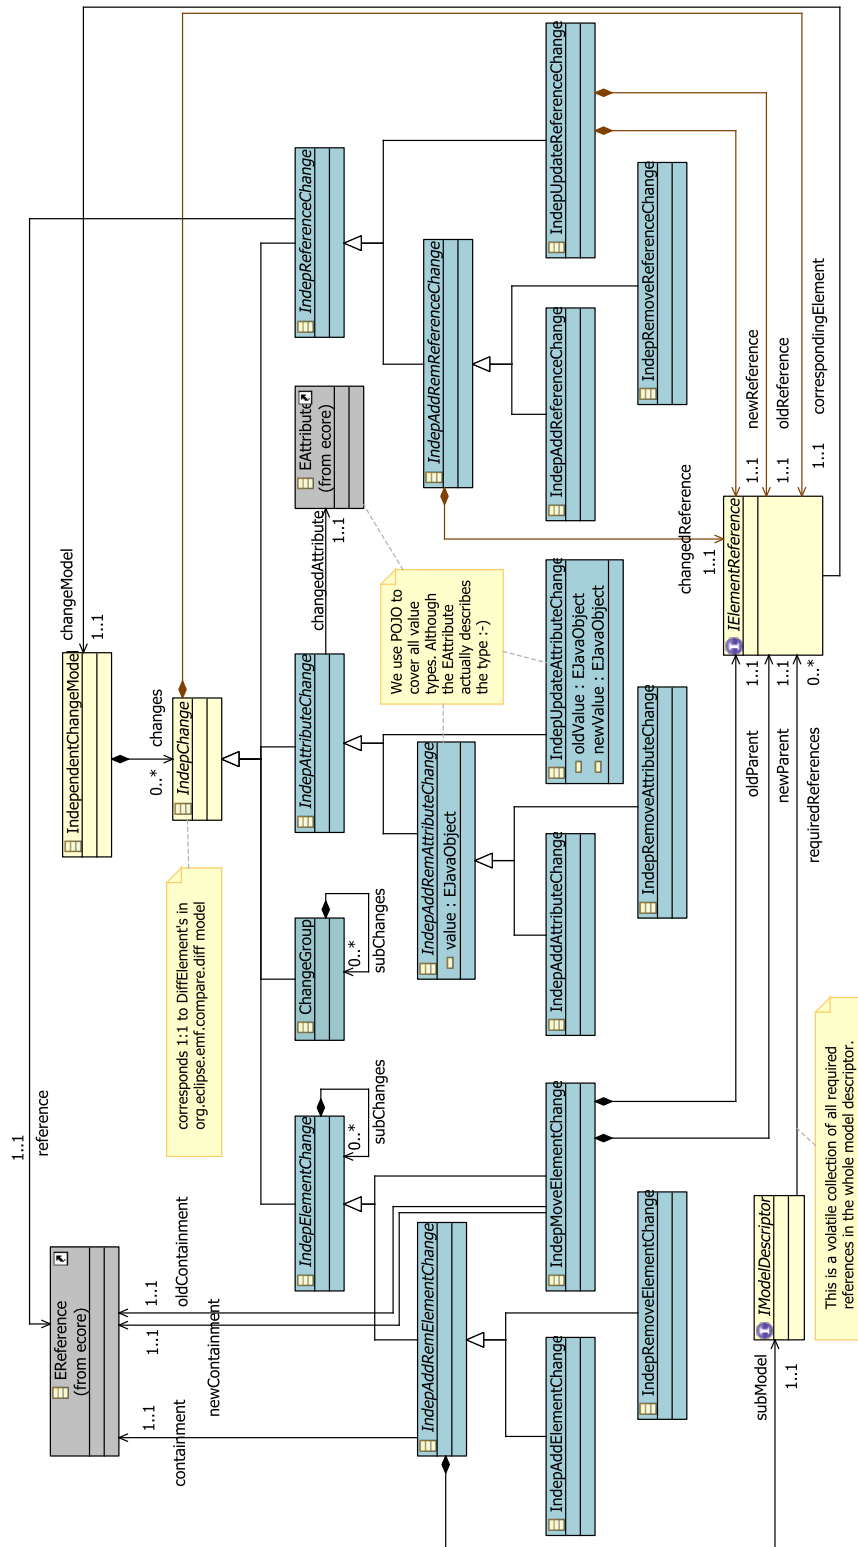 EReference
(from ecore)
1..1
reference
containment
1..1
newContainment
1..1
oldContainment
1..1
IndependentChangeModel
changeModel
1..1
changes
0..*
IndepChange
corresponds 1:1 to DiffElement's in
org.eclipse.emf.compare.diff model
IndepElementChange
subChanges
0..*
ChangeGroup
subChanges
0..*
IndepAttributeChange
changedAttribute
1..1
EAttribute
(from ecore)
IndepReferenceChange
We use POJO to
cover all value
types. Although
the EAttribute
actually describes
the type :-)
IndepAddRemElementChange
IndepAddRemAttributeChange
value : EJavaObject
IndepAddRemReferenceChange
IndepAddElementChange
IndepMoveElementChange
IndepAddAttributeChange
IndepUpdateAttributeChange
oldValue : EJavaObject
newValue : EJavaObject
IndepAddReferenceChange
IndepUpdateReferenceChange
IndepRemoveElementChange
IndepRemoveAttributeChange
IndepRemoveReferenceChange
changedReference
1..1
IElementReference
newReference
1..1
oldReference
1..1
correspondingElement
1..1
oldParent
1..1
newParent
1..1
requiredReferences
0..*
subModel
1..1
IModelDescriptor
This is a volatile collection of all required
references in the whole model descriptor.